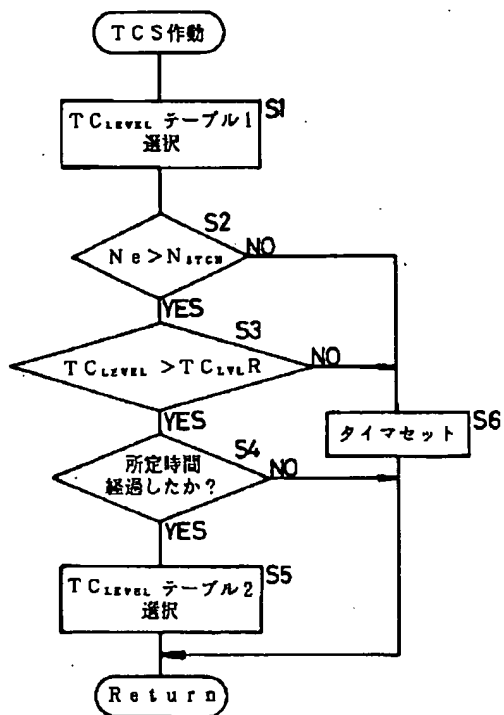 TCS作動
S1
TCLEVEL テーブル1
選択
S2
Ne>NATCH
NO
YES
S3
TCLEVEL>TCLVLR
NO
YES
S6
タイマセット
S4
所定時間
経過したか?
NO
YES
S5
TCLEVEL テーブル2
選択
Return